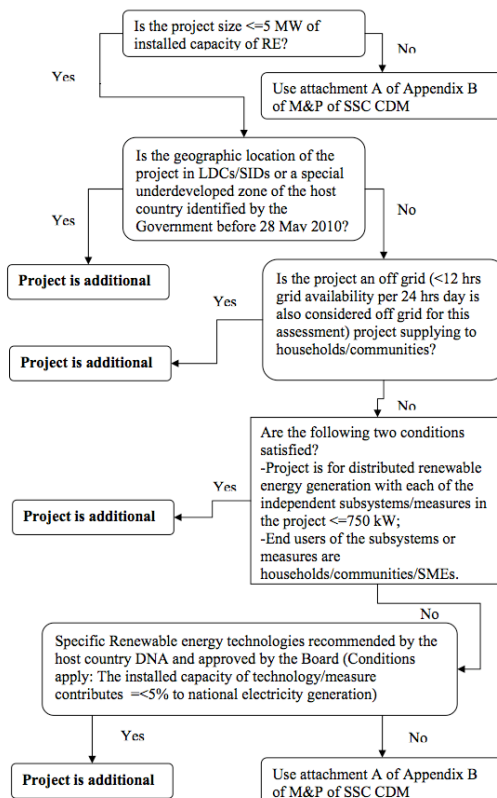 Is the project size <=5 MW of
installed capacity of RE?
No
Yes
Use attachment A of Appendix B
of M&P of SSC CDM
Is the geographic location of the
project in LDCs/SIDs or a special
underdeveloped zone of the host
country identified by the
Government before 28 May 2010?
Yes
No
Project is additional
Is the project an off grid (<12 hrs
grid availability per 24 hrs day is
also considered off grid for this
assessment) project supplying to
households/communities?
Yes
Project is additional
No
Are the following two conditions
satisfied?
-Project is for distributed renewable
energy generation with each of the
independent subsystems/measures in
the project <=750 kW;
-End users of the subsystems or
measures are
households/communities/SMEs.
Yes
Project is additional
No
Specific Renewable energy technologies recommended by the
host country DNA and approved by the Board (Conditions
apply: The installed capacity of technology/measure
contributes =<5% to national electricity generation)
Yes
No
Project is additional
Use attachment A of Appendix B
of M&P of SSC CDM